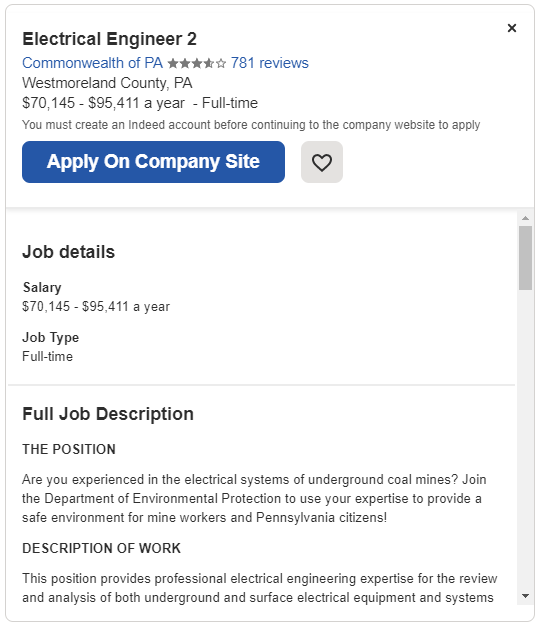 ×
Electrical Engineer 2
Commonwealth of PA 781 reviews
Westmoreland County, PA
$70,145 - $95,411 a year - Full-time
You must create an Indeed account before continuing to the company website to apply
Apply On Company Site
Job details
Salary
$70,145 - $95,411 a year
Job Type
Full-time
Full Job Description
THE POSITION
Are you experienced in the electrical systems of underground coal mines? Join
the Department of Environmental Protection to use your expertise to provide a
safe environment for mine workers and Pennsylvania citizens!
DESCRIPTION OF WORK
This position provides professional electrical engineering expertise for the review
and analysis of both underground and surface electrical equipment and systems